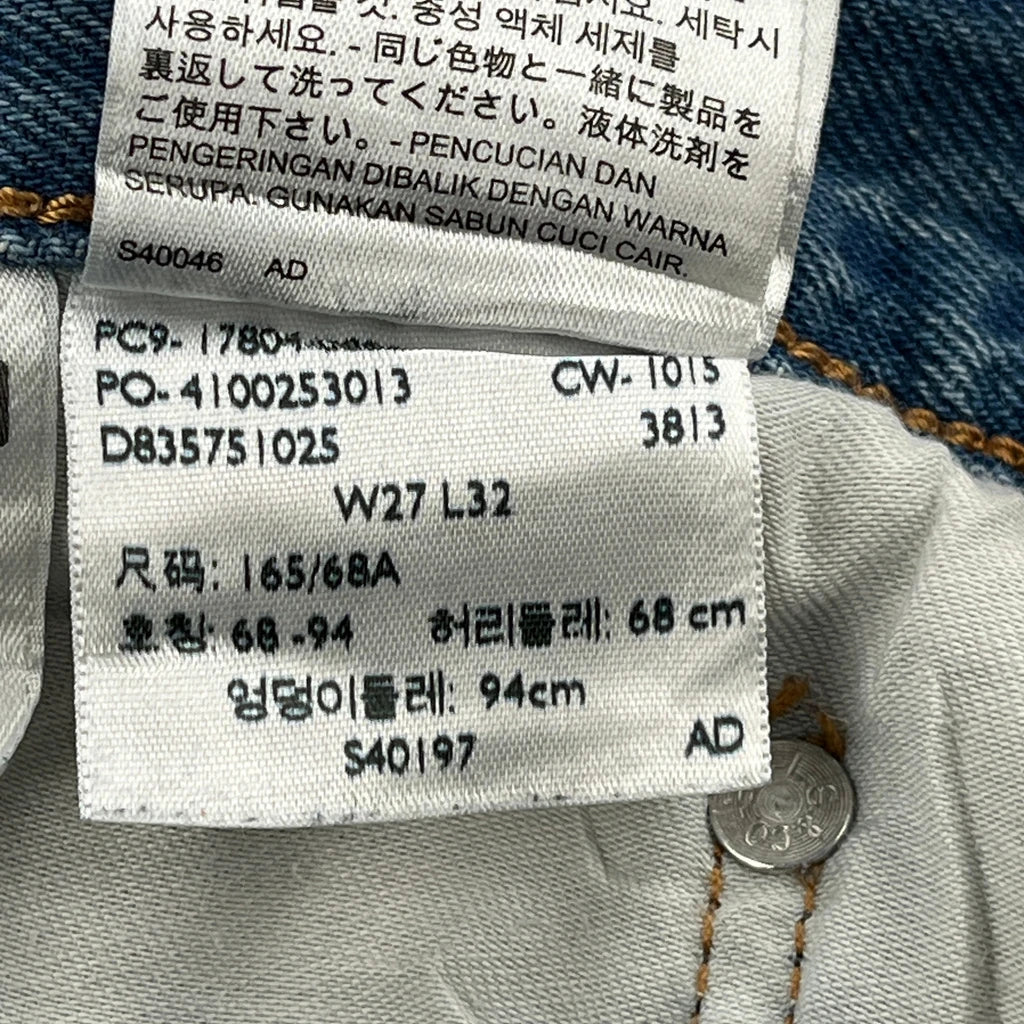 세탁시
사용하세요. - 同じ色物と一緒に製品を
裏返して洗ってください。液体洗剤を
ご使用下さい。- PENCUCIAN DAN
PENGERINGAN DIBALIK DENGAN WARNA
SERUPA. GUNAKAN SABUN CUCI CAIR.
S40046 AD
PC9-
PO- 4100253013 CW- 1015
D835751025 3813
W27 L32
尺码: 165/68A
호칭: 68 -94 허리둘레: 68 cm
엉덩이둘레: 94cm
S40197 AD